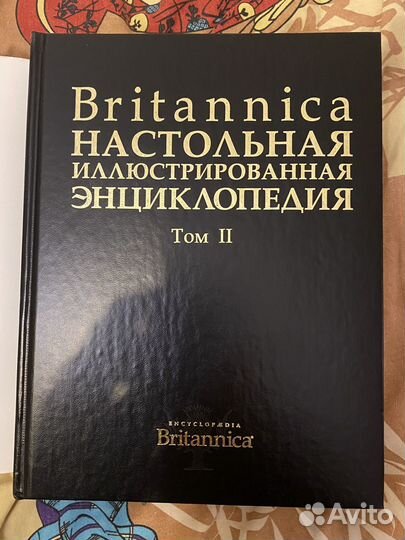 Britannica
НАСТОЛЬНАЯ
ИЛЛЮСТРИРОВАННАЯ
ЭНЦИКЛОПЕДИЯ
Том II
ENCYCLOPÆDIA
Britannica
Avito